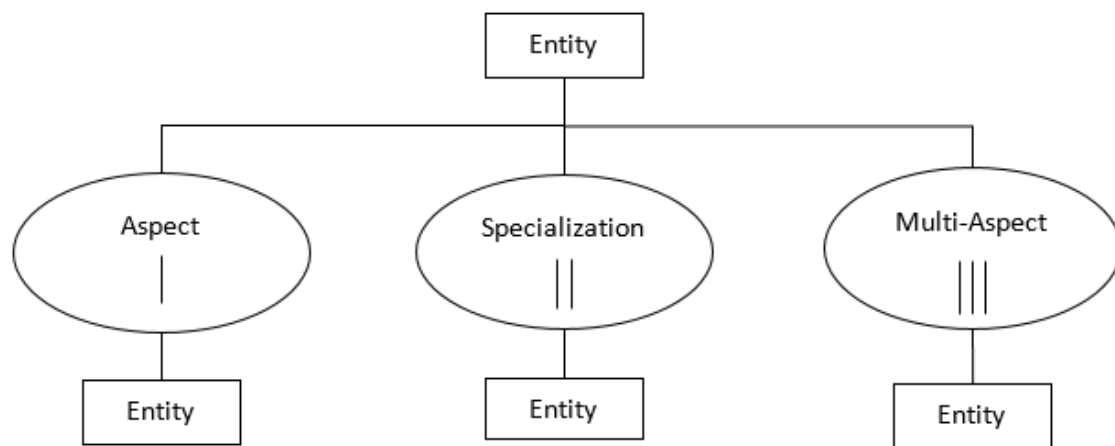 Entity
Aspect
Specialization
Multi-Aspect
Entity
Entity
Entity